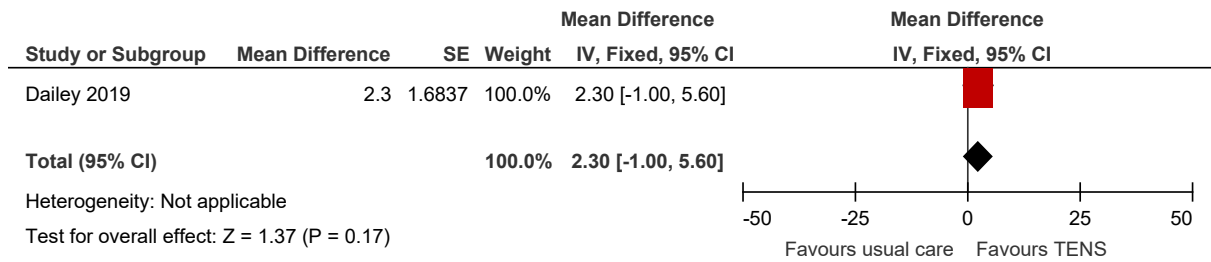 Mean Difference Mean Difference
Study or Subgroup Mean Difference SE Weight IV, Fixed, 95% CI IV, Fixed, 95% CI
Dailey 2019 2.3 1.6837 100.0% 2.30 [-1.00, 5.60]
Total (95% CI) 100.0% 2.30 [-1.00, 5.60]
Heterogeneity: Not applicable
Test for overall effect: Z = 1.37 (P = 0.17)
-50 -25 0 25 50
Favours usual care Favours TENS